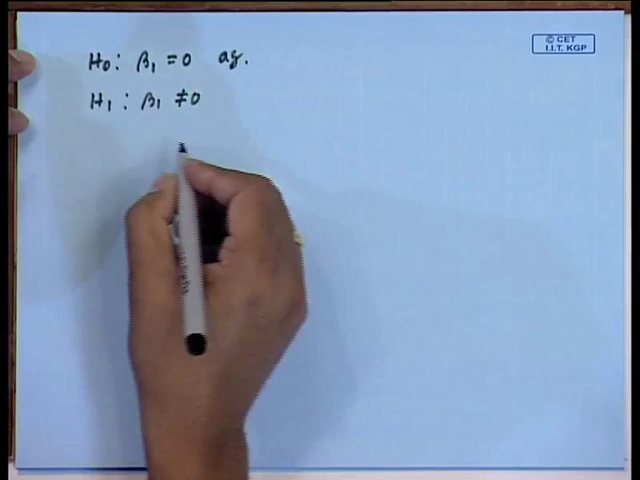 H₀ : β₁ = 0 ag.
© CET
I.I.T. KGP
H₁ : β₁ ≠ 0